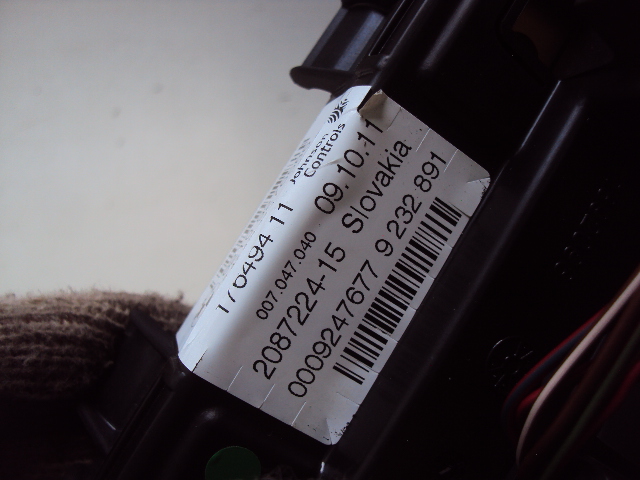 Johnson
Controls
176494 11 09.10.11
007.047.040
2087224-15 Slovakia
0009247677 9 232 891